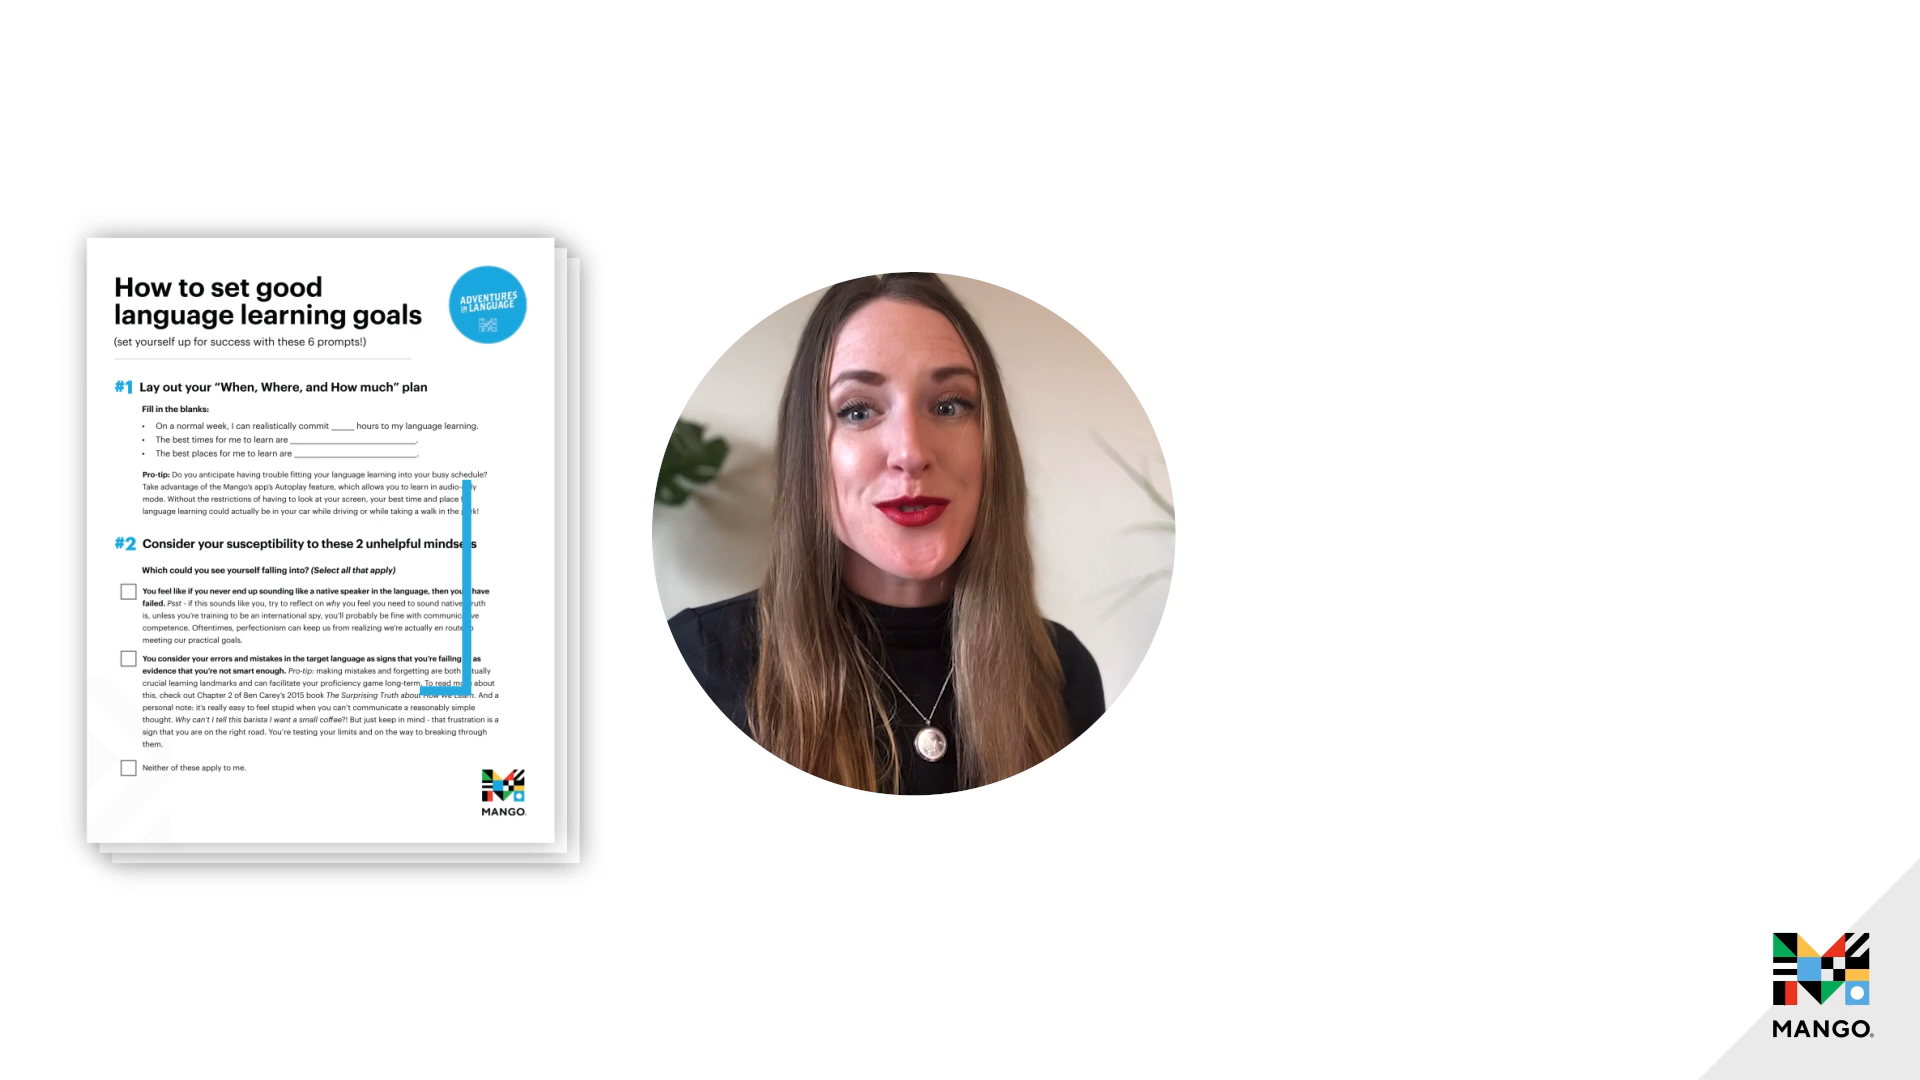 How to set good
language learning goals
(set yourself up for success with these 6 prompts!)
ADVENTURES
IN LANGUAGE
#1 Lay out your “When, Where, and How much” plan
Fill in the blanks:
• On a normal week, I can realistically commit _____ hours to my language learning.
• The best times for me to learn are ____________________________.
• The best places for me to learn are ___________________________.
Pro-tip: Do you anticipate having trouble fitting your language learning into your busy schedule?
Take advantage of the Mango’s app’s Autoplay feature, which allows you to learn in audio-
mode. Without the restrictions of having to look at your screen, your best time and place
language learning could actually be in your car while driving or while taking a walk in the
#2 Consider your susceptibility to these 2 unhelpful mindsets
Which could you see yourself falling into? (Select all that apply)
You feel like if you never end up sounding like a native speaker in the language, then you have
failed. Psst - if this sounds like you, try to reflect on why you feel you need to sound native.
is, unless you’re training to be an international spy, you’ll probably be fine with communicative
competence. Oftentimes, perfectionism can keep us from realizing we’re actually en route to
meeting our practical goals.
You consider your errors and mistakes in the target language as signs that you’re failing as
evidence that you’re not smart enough. Pro-tip: making mistakes and forgetting are both actually
crucial learning landmarks and can facilitate your proficiency game long-term. To read more about
this, check out Chapter 2 of Ben Carey’s 2015 book The Surprising Truth about How We Learn. And a
personal note: it’s really easy to feel stupid when you can’t communicate a reasonably simple
thought. Why can’t I tell this barista I want a small coffee?! But just keep in mind - that frustration is a
sign that you are on the right road. You’re testing your limits and on the way to breaking through
them.
Neither of these apply to me.
MANGO
MANGO